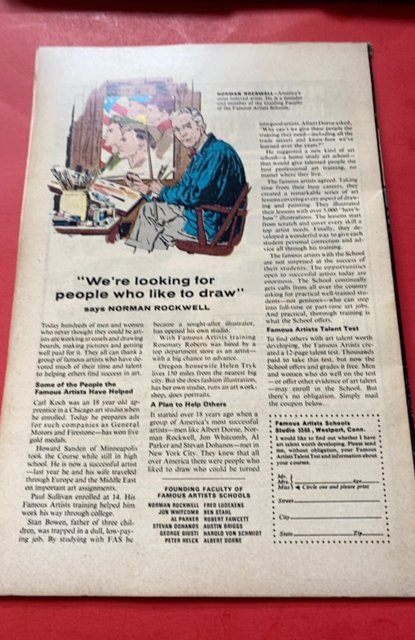 NORMAN ROCKWELL—America's
most beloved artist. He is a founder
and member of the Guiding Faculty
of the Famous Artists Schools.
"We're looking for
people who like to draw"
says NORMAN ROCKWELL
Today hundreds of men and women
who never thought they could be art-
ists are working at easels and drawing
boards, making pictures and getting
well paid for it. They all can thank a
group of famous artists who have de-
voted much of their time and talent
to helping others find success in art.
Some of the People the
Famous Artists Have Helped
Carl Koch was an 18 year old ap-
prentice in a Chicago art studio when
he enrolled. Today he prepares ads
for such companies as General
Motors and Firestone—has won five
gold medals.
Howard Sanden of Minneapolis
took the Course while still in high
school. He is now a successful artist
—last year he and his wife traveled
through Europe and the Middle East
on important art assignments.
Paul Sullivan enrolled at 14. His
Famous Artists training helped him
work his way through college.
Stan Bowen, father of three chil-
dren, was trapped in a dull, low-pay-
ing job. By studying with FAS he
became a sought-after illustrator,
has opened his own studio.
With Famous Artists training
Rosemary Roberts was hired by a
top department store as an artist—
with a big chance to advance.
Oregon housewife Helen Tryk
lives 150 miles from the nearest big
city. But she does fashion illustration,
has her own studio, runs an art work-
shop, does portraits.
A Plan to Help Others
It started over 18 years ago when a
group of America's most successful
artists—men like Albert Dorne, Nor-
man Rockwell, Jon Whitcomb, Al
Parker and Stevan Dohanos—met in
New York City. They knew that all
over America there were people who
liked to draw who could be turned
FOUNDING FACULTY OF
FAMOUS ARTISTS SCHOOLS
NORMAN ROCKWELL FRED LUDEKENS
JON WHITCOMB BEN STAHL
AL PARKER ROBERT FAWCETT
STEVAN DOHANOS AUSTIN BRIGGS
GEORGE GIUSTI HAROLD VON SCHMIDT
PETER HELCK ALBERT DORNE
into good artists. Albert Dorne asked,
"Why can't we give these people the
training they need—including all the
trade secrets and know-how we've
learned over the years?"
He suggested a new kind of art
school—a home study art school—
that would give talented people the
best professional art training, no
matter where they live.
The famous artists agreed. Taking
time from their busy careers, they
created a remarkable series of art
lessons covering every aspect of draw-
ing and painting. They illustrated
their lessons with over 5,000 "here's
how" illustrations. The lessons start
from scratch and cover every skill a
top artist needs. Finally, they de-
veloped a wonderful way to give each
student personal correction and ad-
vice all through his training.
The famous artists with the School
are not surprised at the success of
their students. The opportunities
open to successful artists today are
enormous. The School continually
gets calls from all over the country
asking for practical well-trained stu-
dents—not geniuses—who can step
into full-time or part-time art jobs.
And practical, thorough training is
what the School offers.
Famous Artists Talent Test
To find others with art talent worth
developing, the Famous Artists cre-
ated a 12-page talent test. Thousands
paid to take this test, but now the
School offers and grades it free. Men
and women who do well on the test
—or offer other evidence of art talent
—may enroll in the School. But
there's no obligation. Simply mail
the coupon below.
Famous Artists Schools
Studio 3556, Westport, Conn.
I would like to find out whether I have
art talent worth developing. Please send
me, without obligation, your Famous
Artists Talent Test and information about
your courses.
Mr.
Mrs. Age
Miss Circle one and please print
Street
City
State Zip